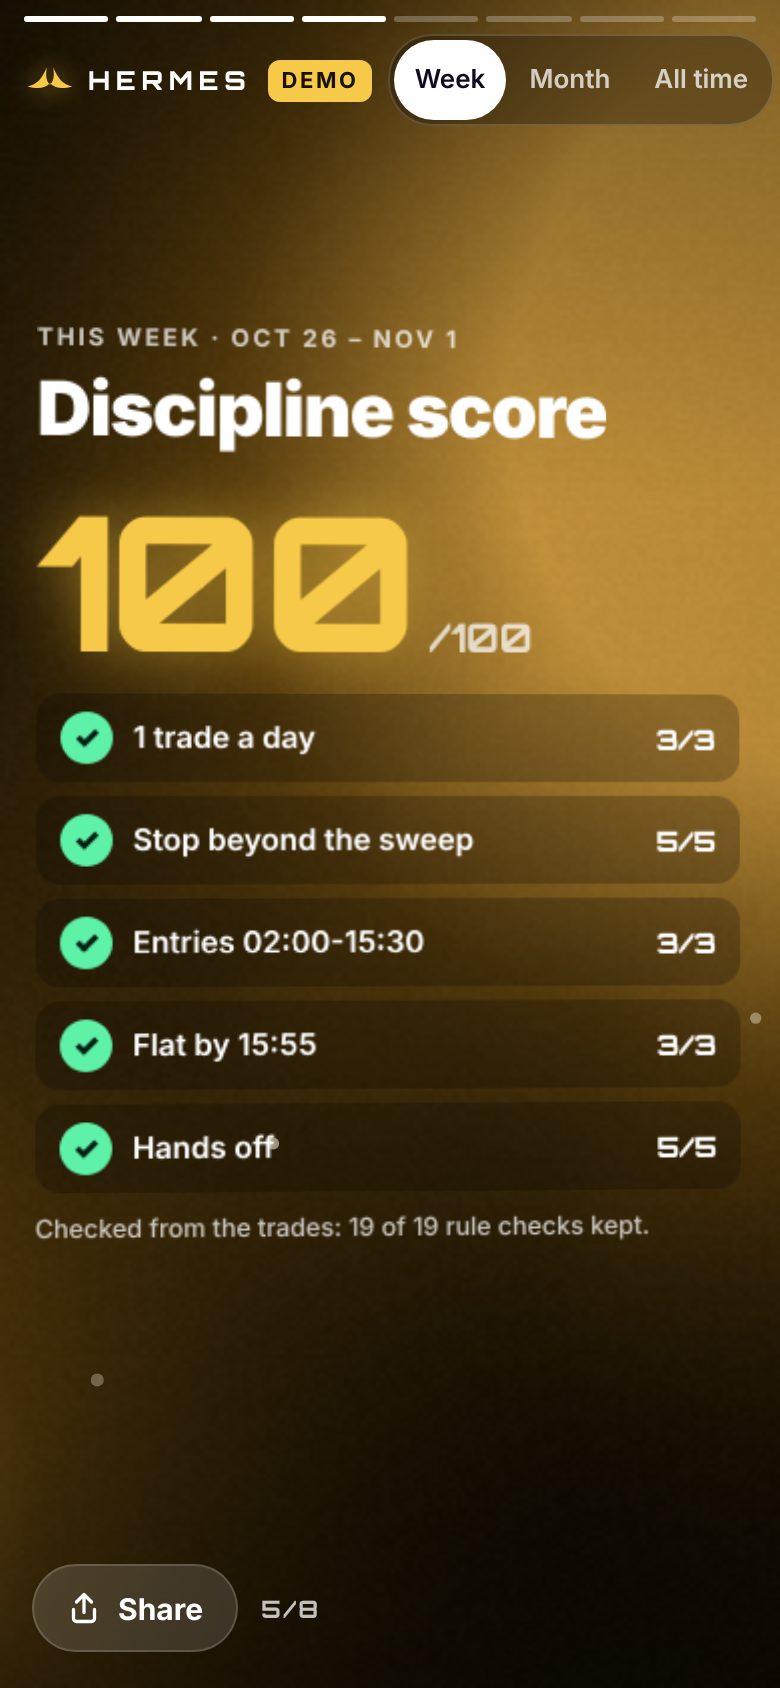 HERMES DEMO Week Month All time
THIS WEEK · OCT 26 – NOV 1
Discipline score
100 /100
1 trade a day 3/3
Stop beyond the sweep 5/5
Entries 02:00-15:30 3/3
Flat by 15:55 3/3
Hands off 5/5
Checked from the trades: 19 of 19 rule checks kept.
Share 5/8